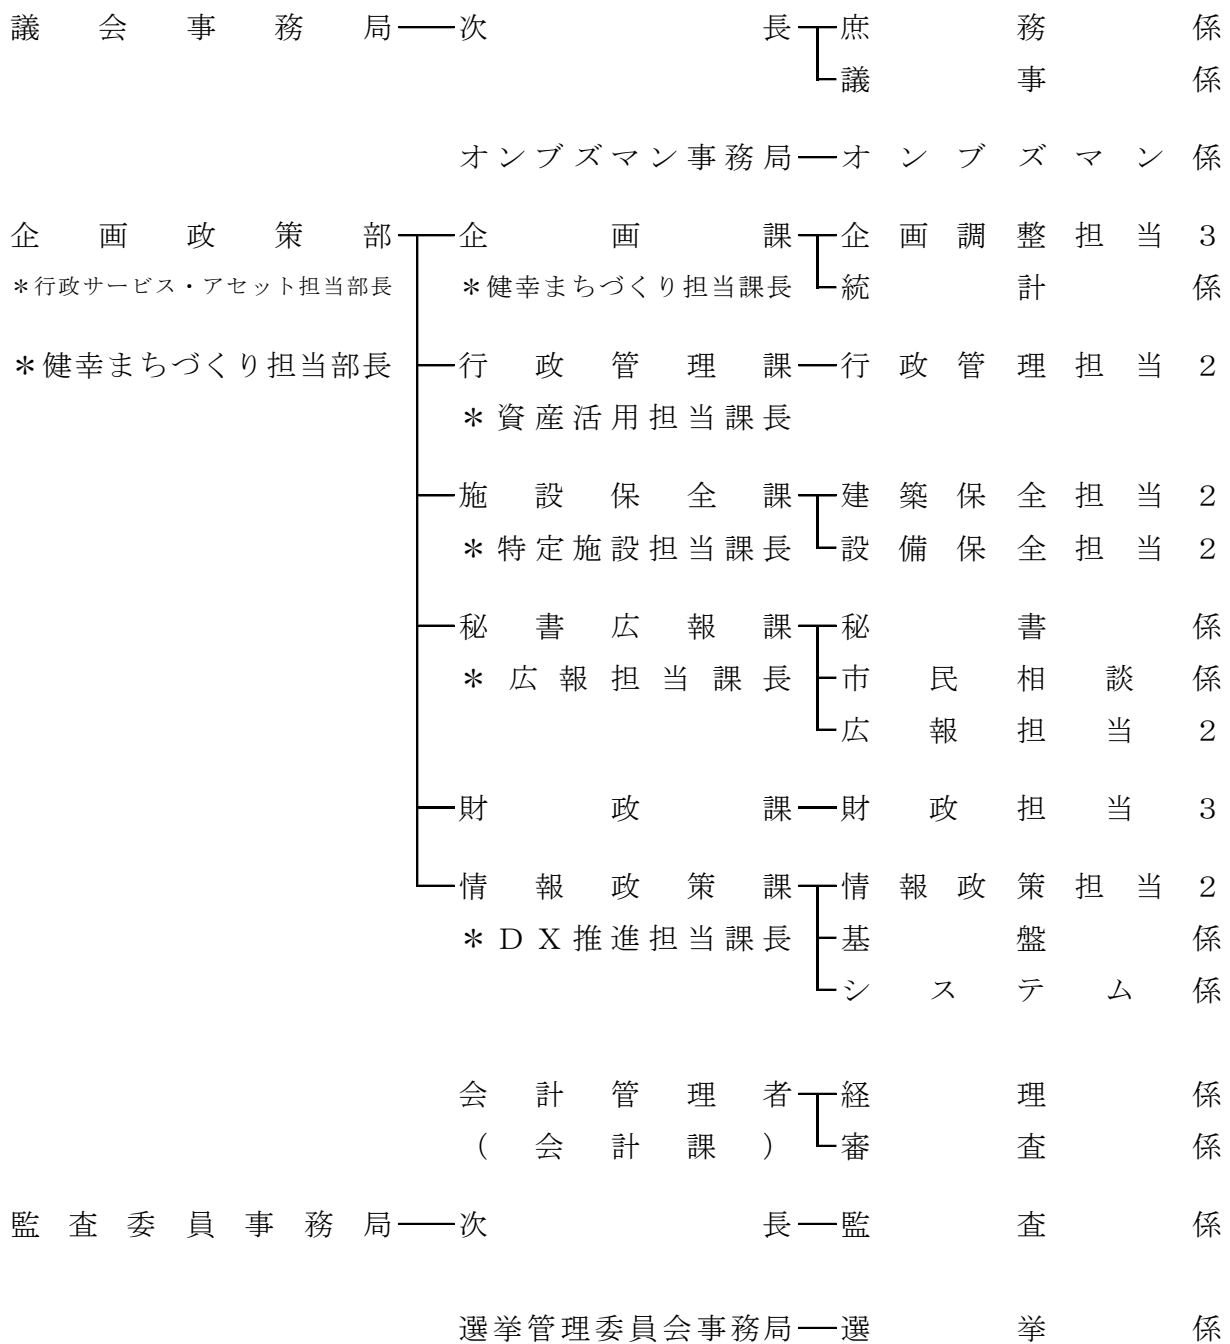 議会事務局 次長 庶務係
議事係
オンブズマン事務局 オンブズマン係
企画政策部 企画課 企画調整担当3
*行政サービス・アセット担当部長 *健幸まちづくり担当課長 統計係
*健幸まちづくり担当部長 行政管理課 行政管理担当2
*資産活用担当課長
施設保全課 建築保全担当2
*特定施設担当課長 設備保全担当2
秘書広報課 秘書係
*広報担当課長 市民相談係
広報担当2
財政課 財政担当3
情報政策課 情報政策担当2
*DX推進担当課長 基盤係
システム係
会計管理者 経理係
(会計課) 審査係
監査委員事務局 次長 監査係
選挙管理委員会事務局 選挙係